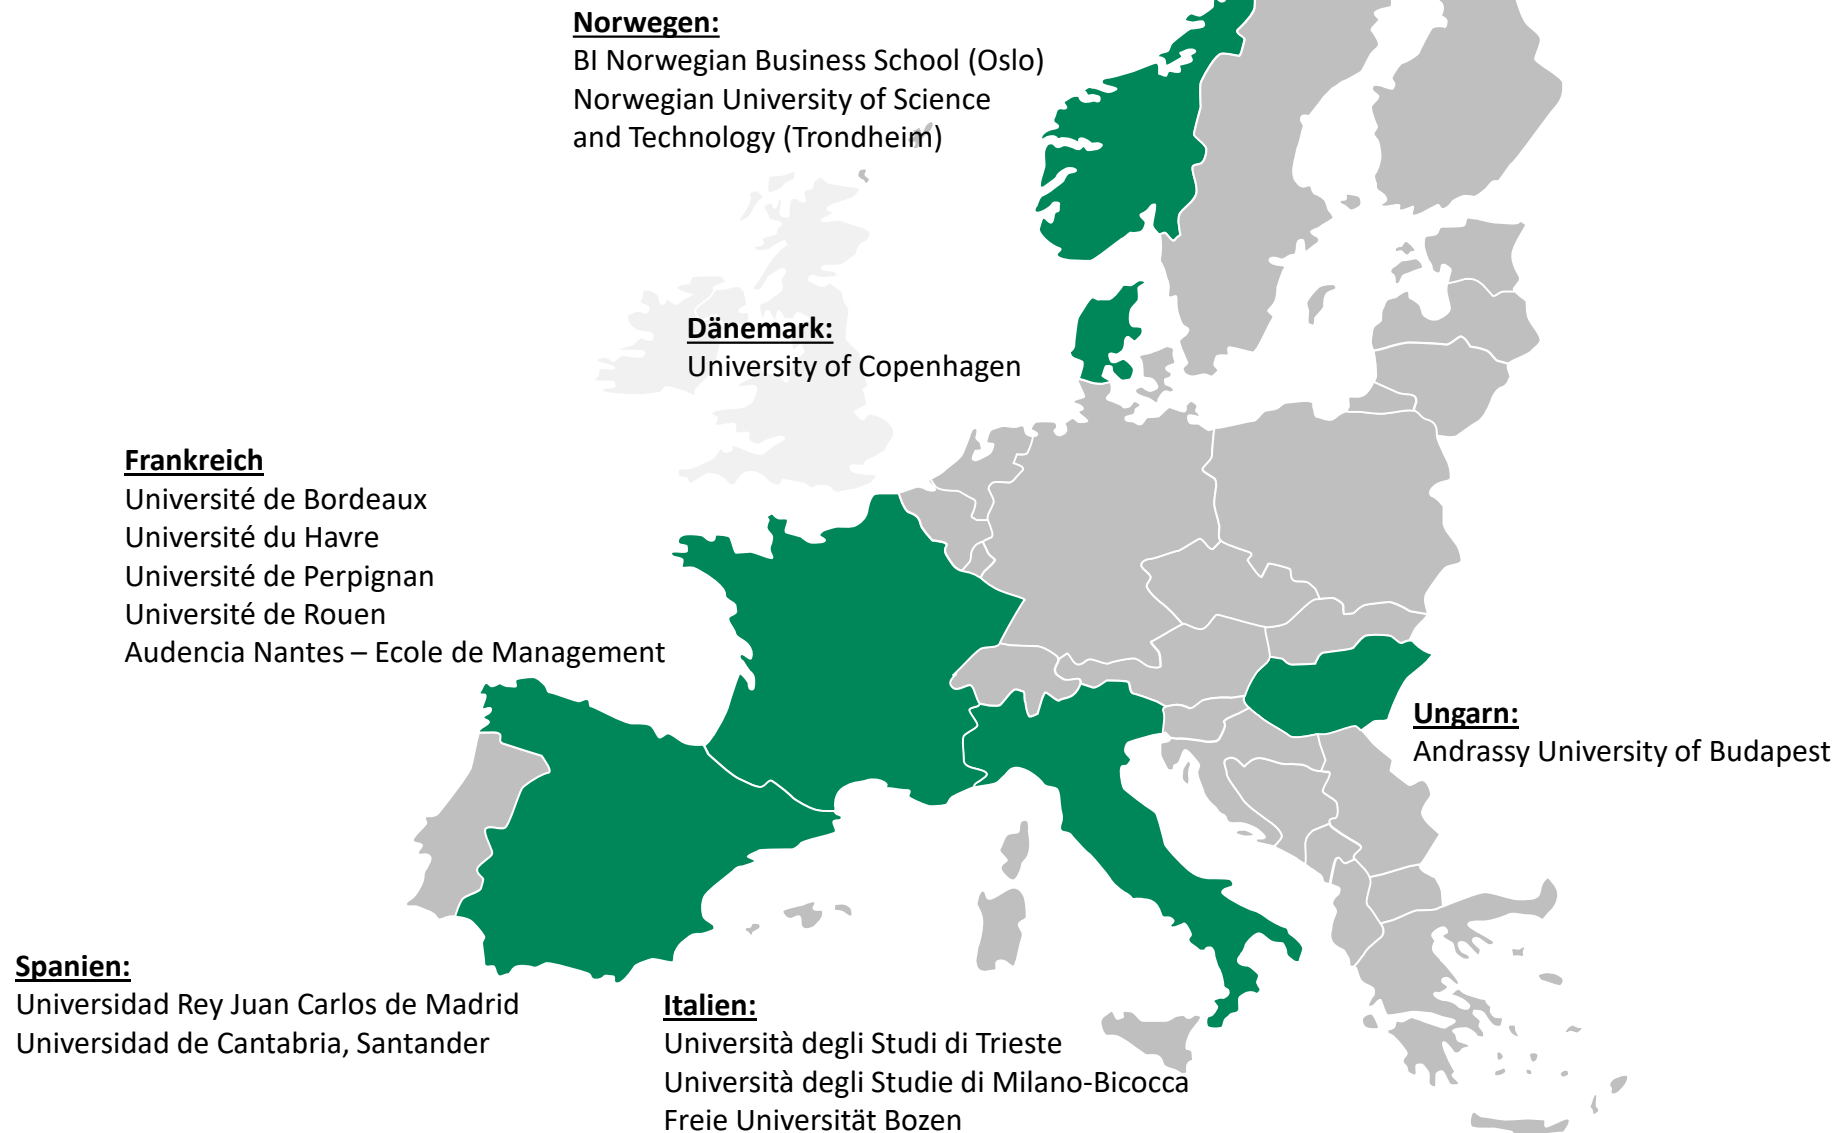 Norwegen:
BI Norwegian Business School (Oslo)
Norwegian University of Science
and Technology (Trondheim)
Dänemark:
University of Copenhagen
Frankreich
Université de Bordeaux
Université du Havre
Université de Perpignan
Université de Rouen
Audencia Nantes – Ecole de Management
Ungarn:
Andrassy University of Budapest
Spanien:
Universidad Rey Juan Carlos de Madrid
Universidad de Cantabria, Santander
Italien:
Università degli Studi di Trieste
Università degli Studie di Milano-Bicocca
Freie Universität Bozen